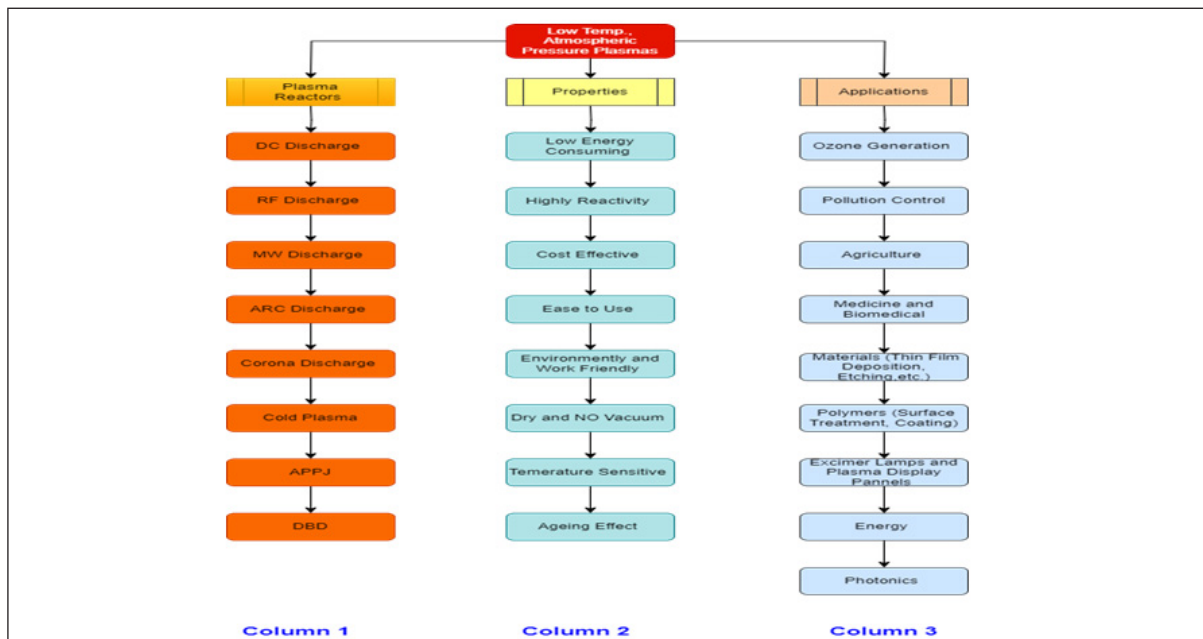 Low Temp.,
Atmospheric
Pressure Plasmas
Plasma
Reactors
DC Discharge
RF Discharge
MW Discharge
ARC Discharge
Corona Discharge
Cold Plasma
APPJ
DBD
Column 1
Properties
Low Energy
Consuming
Highly Reactivity
Cost Effective
Ease to Use
Environmently and
Work Friendly
Dry and NO Vacuum
Temerature Sensitive
Ageing Effect
Column 2
Applications
Ozone Generation
Pollution Control
Agriculture
Medicine and
Biomedical
Materials (Thin Film
Deposition,
Etching,etc.)
Polymers (Surface
Treatment, Coating)
Excimer Lamps and
Plasma Display
Pannels
Energy
Photonics
Column 3